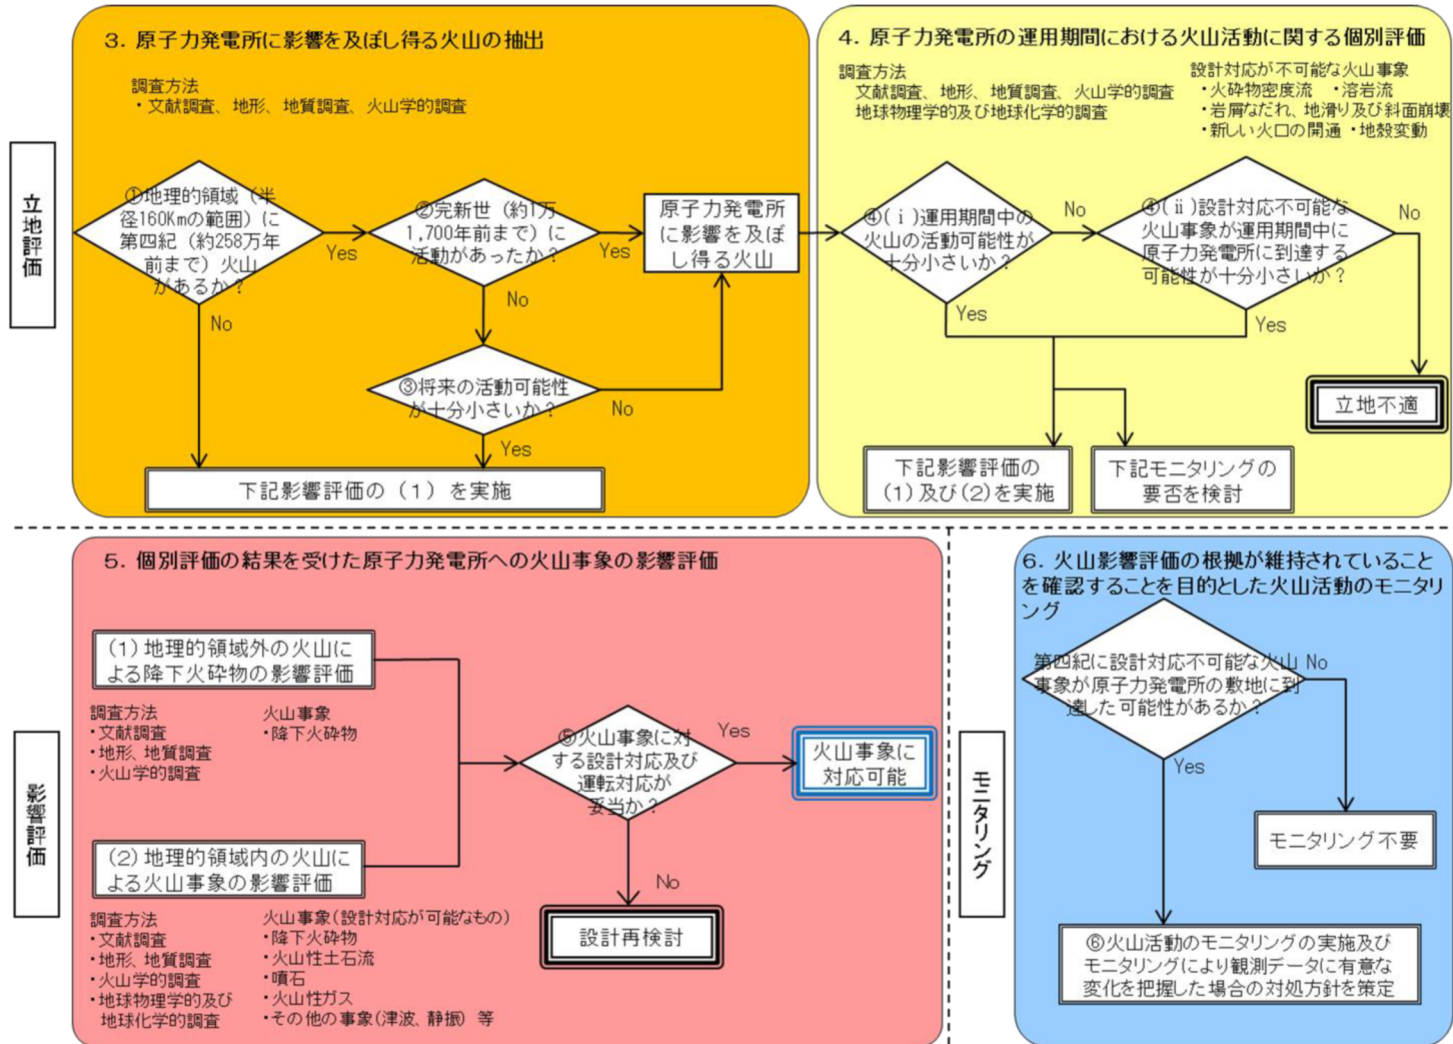 3. 原子力発電所に影響を及ぼし得る火山の抽出
調査方法
・文献調査、地形、地質調査、火山学的調査
立地評価
①地理的領域（半
径160Kmの範囲）に
第四紀（約258万年
前まで）火山
があるか？
Yes
No
②完新世（約1万
1,700年前まで）に
活動があったか？
Yes
No
原子力発電所
に影響を及ぼ
し得る火山
③将来の活動可能性
が十分小さいか？
No
Yes
下記影響評価の（1）を実施
4. 原子力発電所の運用期間における火山活動に関する個別評価
調査方法
文献調査、地形、地質調査、火山学的調査
地球物理学的及び地球化学的調査
設計対応が不可能な火山事象
・火砕物密度流 ・溶岩流
・岩屑なだれ、地滑り及び斜面崩壊
・新しい火口の開通 ・地殻変動
④(ⅰ)運用期間中の
火山の活動可能性が
十分小さいか？
No
Yes
④(ⅱ)設計対応不可能な
火山事象が運用期間中に
原子力発電所に到達する
可能性が十分小さいか？
No
Yes
立地不適
下記影響評価の
(1)及び(2)を実施
下記モニタリングの
要否を検討
5. 個別評価の結果を受けた原子力発電所への火山事象の影響評価
影響評価
(1)地理的領域外の火山に
よる降下火砕物の影響評価
調査方法
・文献調査
・地形、地質調査
・火山学的調査
火山事象
・降下火砕物
(2)地理的領域内の火山に
よる火山事象の影響評価
調査方法
・文献調査
・地形、地質調査
・火山学的調査
・地球物理学的及び
地球化学的調査
火山事象(設計対応が可能なもの)
・降下火砕物
・火山性土石流
・噴石
・火山性ガス
・その他の事象(津波、静振) 等
⑤火山事象に対
する設計対応及び
運転対応が
妥当か？
Yes
No
火山事象に
対応可能
設計再検討
モニタリング
6. 火山影響評価の根拠が維持されていること
を確認することを目的とした火山活動のモニタリ
ング
第四紀に設計対応不可能な火山
事象が原子力発電所の敷地に到
達した可能性があるか？
No
Yes
モニタリング不要
⑥火山活動のモニタリングの実施及び
モニタリングにより観測データに有意な
変化を把握した場合の対処方針を策定